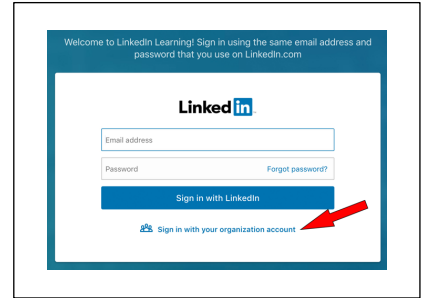 Welcome to LinkedIn Learning! Sign in using the same email address and
password that you use on LinkedIn.com
Linked in
Email address
Password Forgot password?
Sign in with LinkedIn
Sign in with your organization account